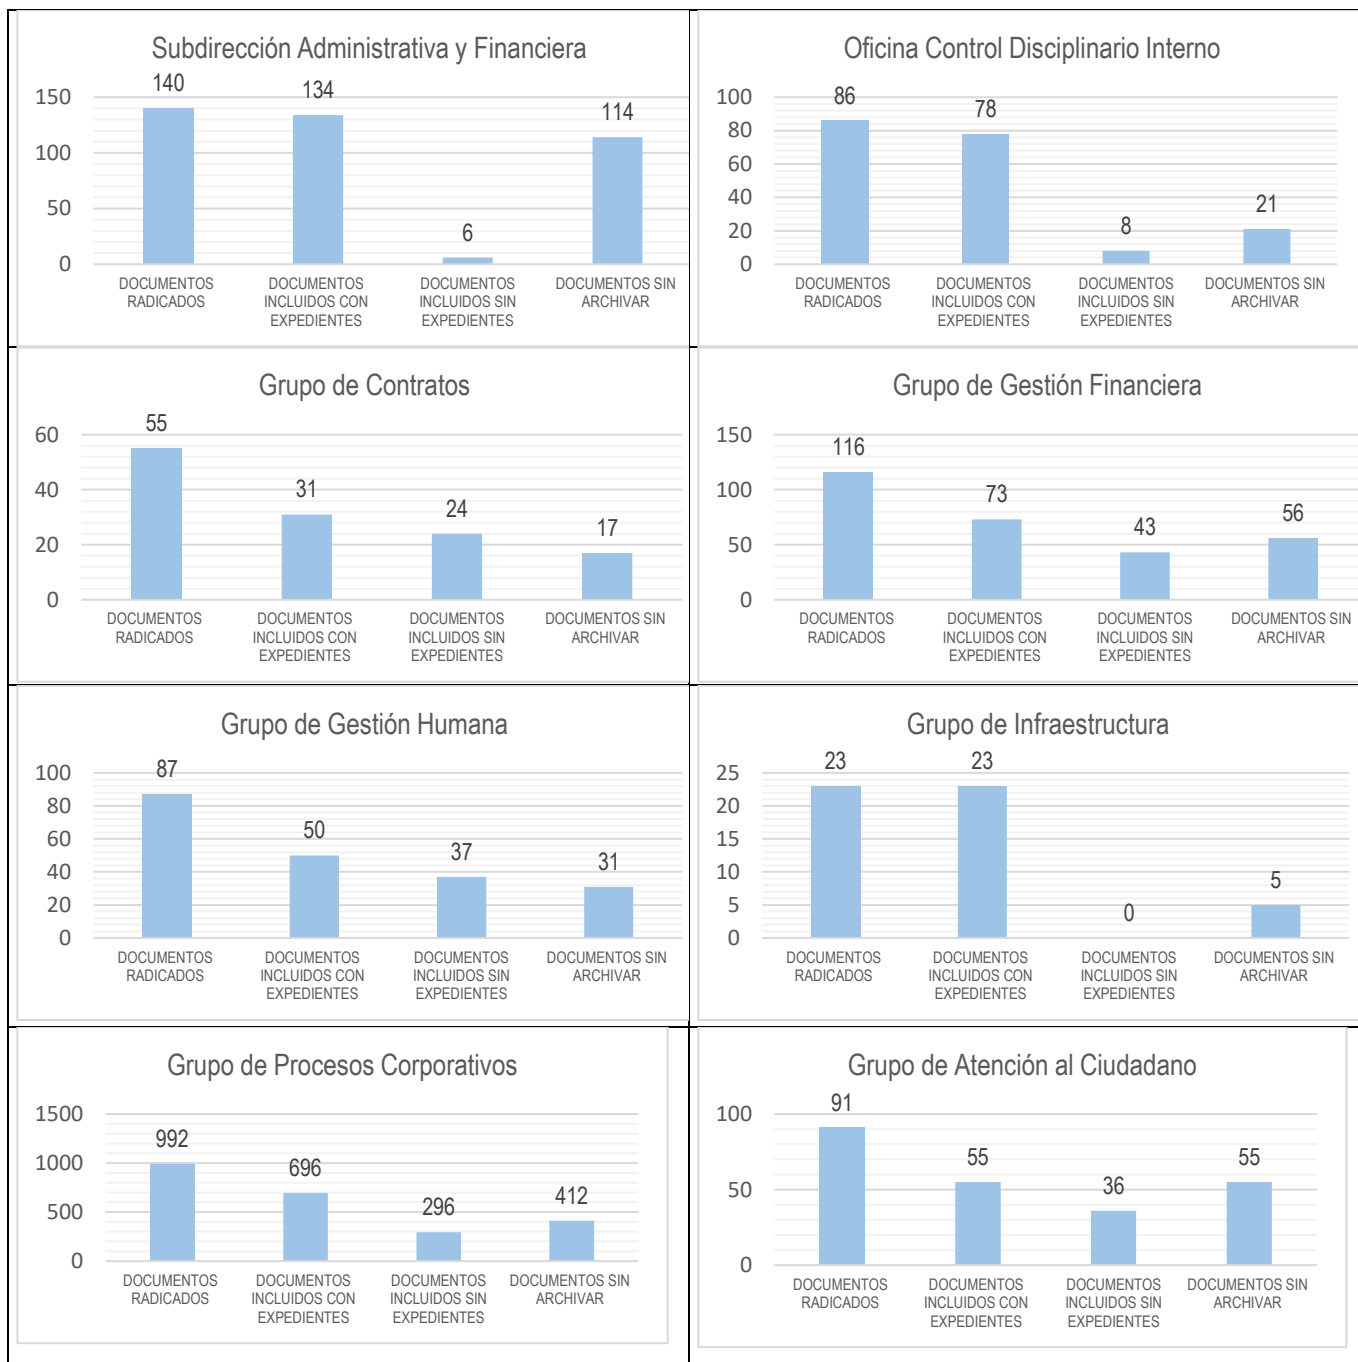 Subdirección Administrativa y Financiera
140
134
114
6
150
100
50
0
DOCUMENTOS
RADICADOS
DOCUMENTOS
INCLUIDOS CON
EXPEDIENTES
DOCUMENTOS
INCLUIDOS SIN
EXPEDIENTES
DOCUMENTOS SIN
ARCHIVAR
Oficina Control Disciplinario Interno
86
78
8
21
100
80
60
40
20
0
DOCUMENTOS
RADICADOS
DOCUMENTOS
INCLUIDOS CON
EXPEDIENTES
DOCUMENTOS
INCLUIDOS SIN
EXPEDIENTES
DOCUMENTOS SIN
ARCHIVAR
Grupo de Contratos
55
31
24
17
60
40
20
0
DOCUMENTOS
RADICADOS
DOCUMENTOS
INCLUIDOS CON
EXPEDIENTES
DOCUMENTOS
INCLUIDOS SIN
EXPEDIENTES
DOCUMENTOS SIN
ARCHIVAR
Grupo de Gestión Financiera
116
73
43
56
150
100
50
0
DOCUMENTOS
RADICADOS
DOCUMENTOS
INCLUIDOS CON
EXPEDIENTES
DOCUMENTOS
INCLUIDOS SIN
EXPEDIENTES
DOCUMENTOS SIN
ARCHIVAR
Grupo de Gestión Humana
87
50
37
31
100
80
60
40
20
0
DOCUMENTOS
RADICADOS
DOCUMENTOS
INCLUIDOS CON
EXPEDIENTES
DOCUMENTOS
INCLUIDOS SIN
EXPEDIENTES
DOCUMENTOS SIN
ARCHIVAR
Grupo de Infraestructura
23
23
0
5
25
20
15
10
5
0
DOCUMENTOS
RADICADOS
DOCUMENTOS
INCLUIDOS CON
EXPEDIENTES
DOCUMENTOS
INCLUIDOS SIN
EXPEDIENTES
DOCUMENTOS SIN
ARCHIVAR
Grupo de Procesos Corporativos
992
696
296
412
1500
1000
500
0
DOCUMENTOS
RADICADOS
DOCUMENTOS
INCLUIDOS CON
EXPEDIENTES
DOCUMENTOS
INCLUIDOS SIN
EXPEDIENTES
DOCUMENTOS SIN
ARCHIVAR
Grupo de Atención al Ciudadano
91
55
36
55
100
50
0
DOCUMENTOS
RADICADOS
DOCUMENTOS
INCLUIDOS CON
EXPEDIENTES
DOCUMENTOS
INCLUIDOS SIN
EXPEDIENTES
DOCUMENTOS SIN
ARCHIVAR